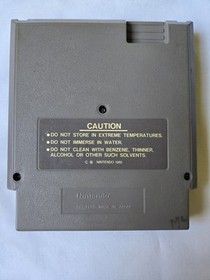 CAUTION
● DO NOT STORE IN EXTREME TEMPERATURES.
● DO NOT IMMERSE IN WATER.
● DO NOT CLEAN WITH BENZENE, THINNER,
ALCOHOL OR OTHER SUCH SOLVENTS.
NINTENDO
Nintendo